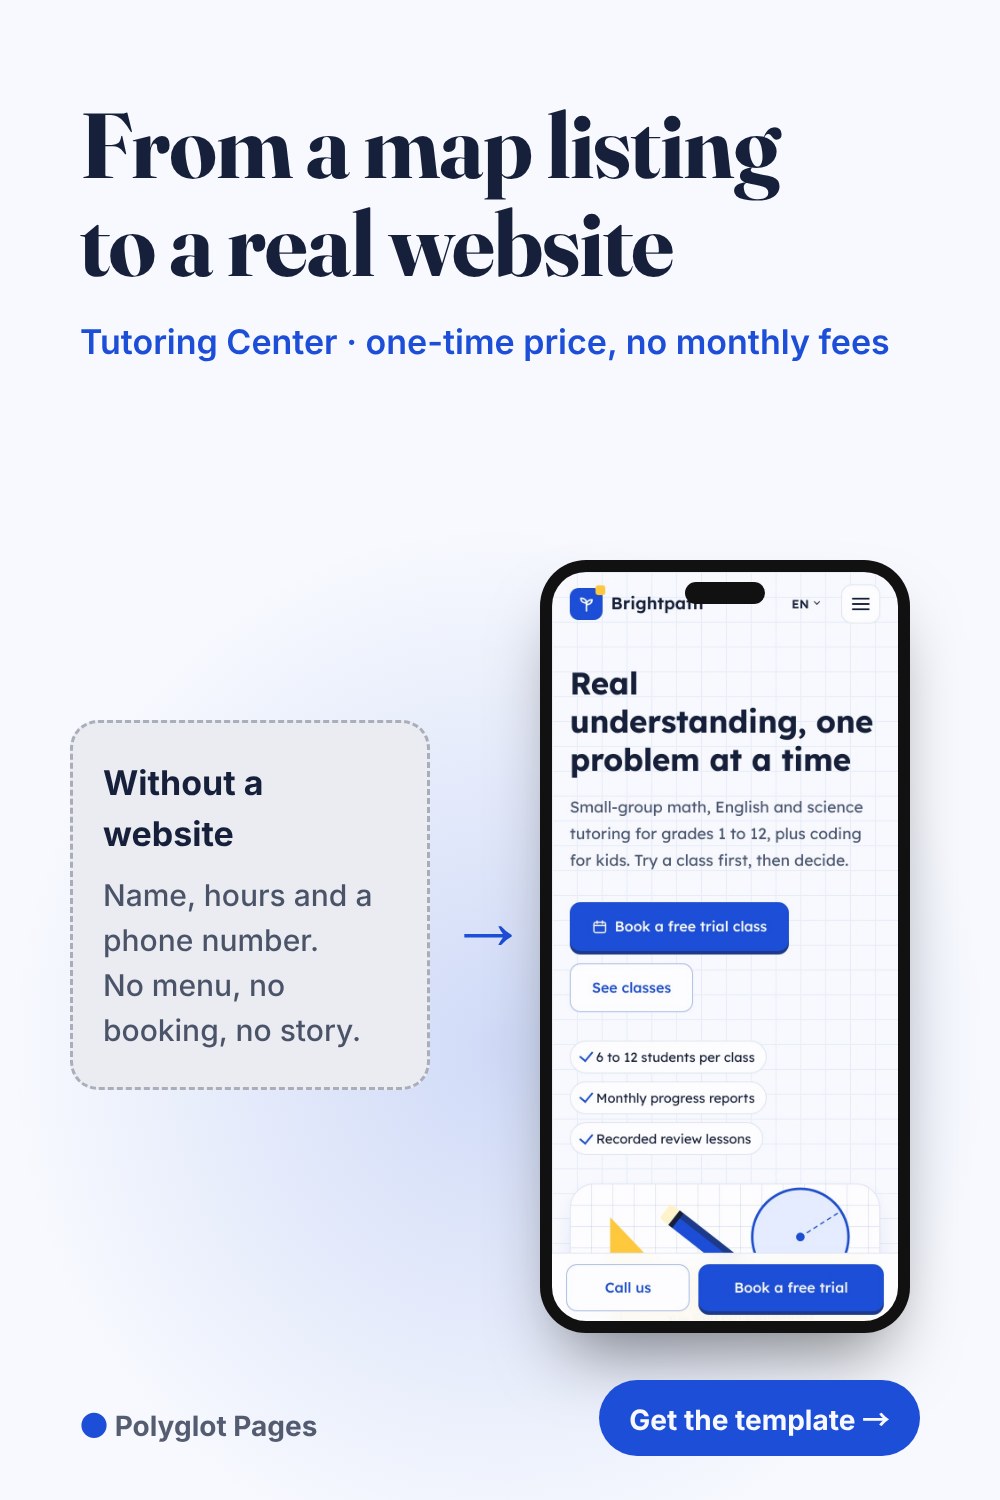 From a map listing
to a real website
Tutoring Center · one-time price, no monthly fees
Without a
website
Name, hours and a
phone number.
No menu, no
booking, no story.
→
Brightpath
EN
Real
understanding, one
problem at a time
Small-group math, English and science
tutoring for grades 1 to 12, plus coding
for kids. Try a class first, then decide.
Book a free trial class
See classes
6 to 12 students per class
Monthly progress reports
Recorded review lessons
Call us
Book a free trial
Polyglot Pages
Get the template →